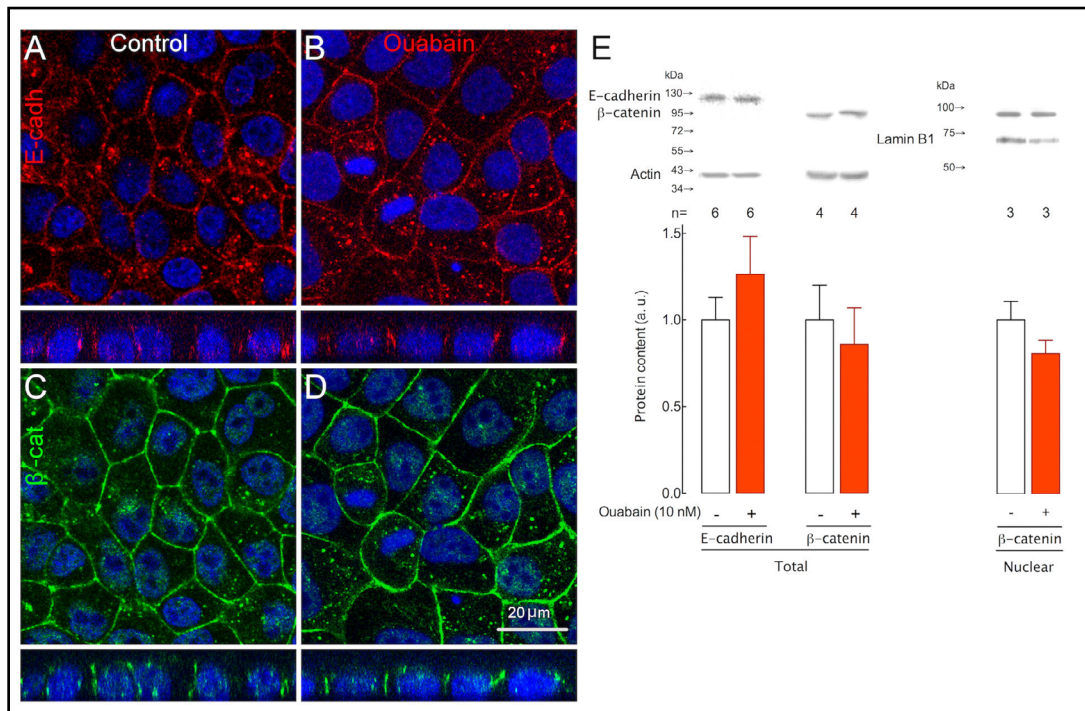 A Control
B Ouabain
E-cadh
C
D
β-cat
20 µm
E
kDa
E-cadherin
β-catenin
Actin
130→
95→
72→
55→
43→
34→
kDa
100→
75→
50→
Lamin B1
n= 6 6 4 4 3 3
Protein content (a. u.)
1.5
1.0
0.5
0.0
Ouabain (10 nM) - + - + - +
E-cadherin β-catenin β-catenin
Total Nuclear